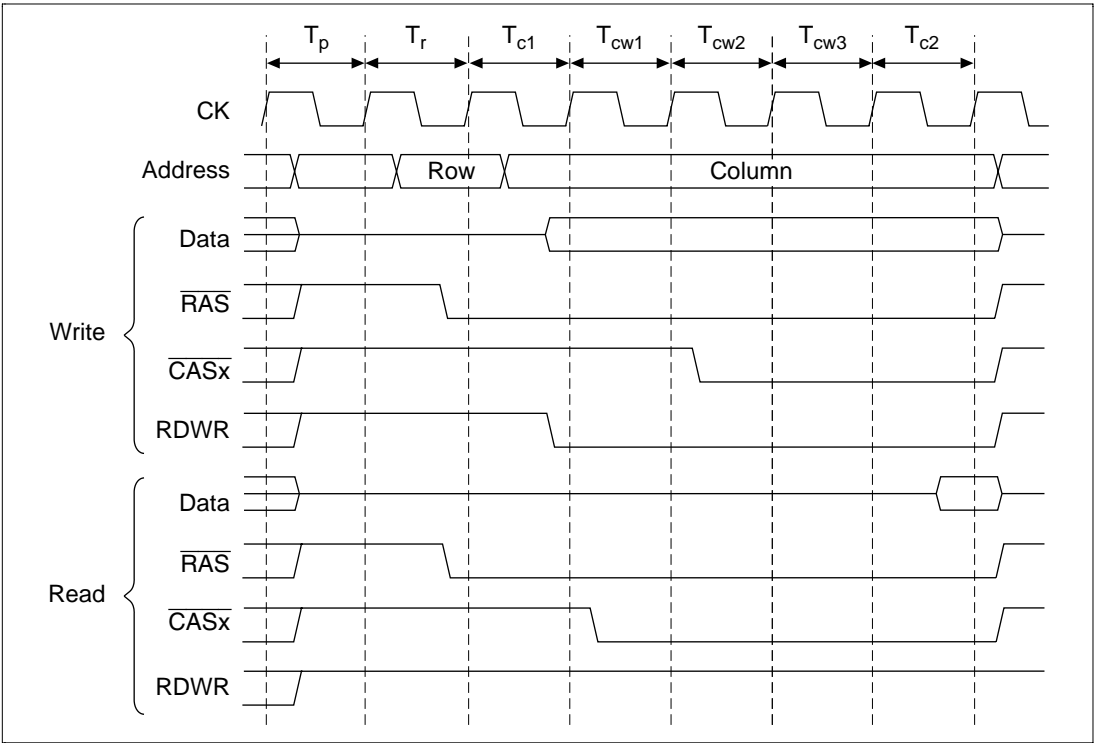 Tp Tr Tc1 Tcw1 Tcw2 Tcw3 Tc2
CK
Address Row Column
Data
RAS
Write
CASx
RDWR
Data
RAS
Read
CASx
RDWR